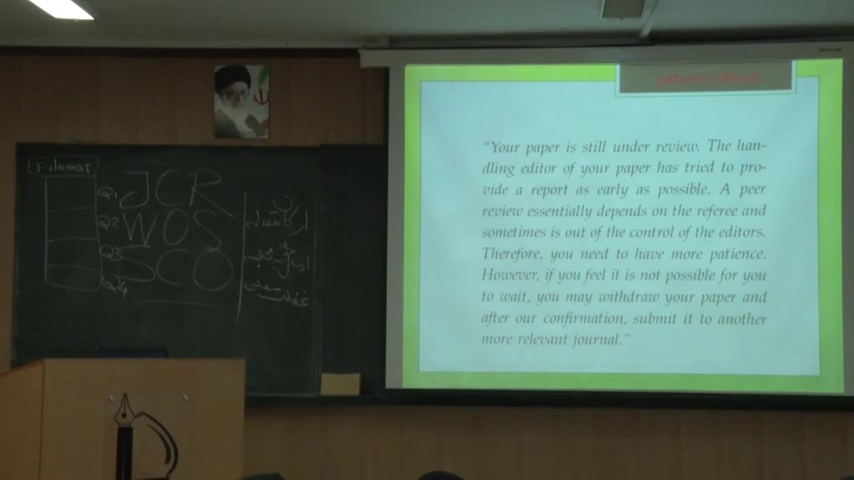 Filomat
Q1
JCR
Q2
WOS
Q3
SCO
Q4
“Your paper is still under review. The han-
dling editor of your paper has tried to pro-
vide a report as early as possible. A peer
review essentially depends on the referee and
sometimes is out of the control of the editors.
Therefore, you need to have more patience.
However, if you feel it is not possible for you
to wait, you may withdraw your paper and
after our confirmation, submit it to another
more relevant journal.”